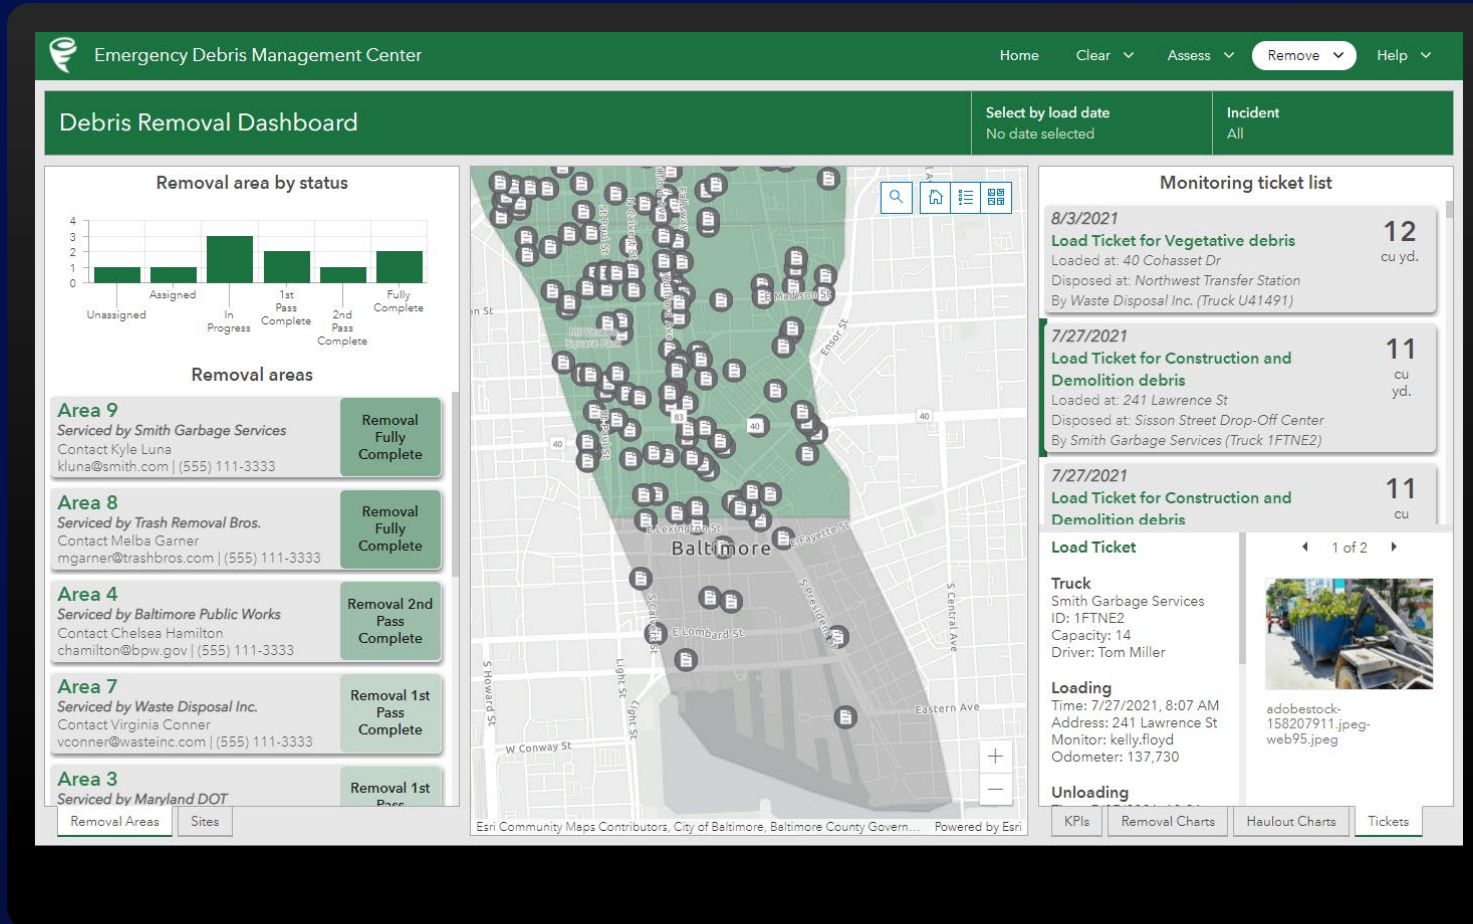 Emergency Debris Management Center
Home
Clear
Assess
Remove
Help
Debris Removal Dashboard
Select by load date
No date selected
Incident
All
Removal area by status
4
3
2
1
0
Unassigned
Assigned
In
Progress
1st
Pass
Complete
2nd
Pass
Complete
Fully
Complete
Removal areas
Area 9
Serviced by Smith Garbage Services
Contact Kyle Luna
kluna@smith.com | (555) 111-3333
Removal
Fully
Complete
Area 8
Serviced by Trash Removal Bros.
Contact Melba Garner
mgarner@trashbros.com | (555) 111-3333
Removal
Fully
Complete
Area 4
Serviced by Baltimore Public Works
Contact Chelsea Hamilton
chamilton@bpw.gov | (555) 111-3333
Removal 2nd
Pass
Complete
Area 7
Serviced by Waste Disposal Inc.
Contact Virginia Conner
vconner@wasteinc.com | (555) 111-3333
Removal 1st
Pass
Complete
Area 3
Serviced by Maryland DOT
Removal 1st
Pass
Removal Areas
Sites
E Madison St
Ensor St
83
40
40
40
E Lexington St
E Fayette St
Baltimore
S President St
S Central Ave
E Lombard St
S Howard St
Light St
Light St
Eastern Ave
W Conway St
Esri Community Maps Contributors, City of Baltimore, Baltimore County Govern...
Powered by Esri
Monitoring ticket list
8/3/2021
Load Ticket for Vegetative debris
Loaded at: 40 Cohasset Dr
Disposed at: Northwest Transfer Station
By Waste Disposal Inc. (Truck U41491)
12
cu yd.
7/27/2021
Load Ticket for Construction and
Demolition debris
Loaded at: 241 Lawrence St
Disposed at: Sisson Street Drop-Off Center
By Smith Garbage Services (Truck 1FTNE2)
11
cu
yd.
7/27/2021
Load Ticket for Construction and
Demolition debris
11
cu
Load Ticket
Truck
Smith Garbage Services
ID: 1FTNE2
Capacity: 14
Driver: Tom Miller
Loading
Time: 7/27/2021, 8:07 AM
Address: 241 Lawrence St
Monitor: kelly.floyd
Odometer: 137,730
Unloading
1 of 2
adobestock-
158207911.jpeg-
web95.jpeg
KPIs
Removal Charts
Haulout Charts
Tickets